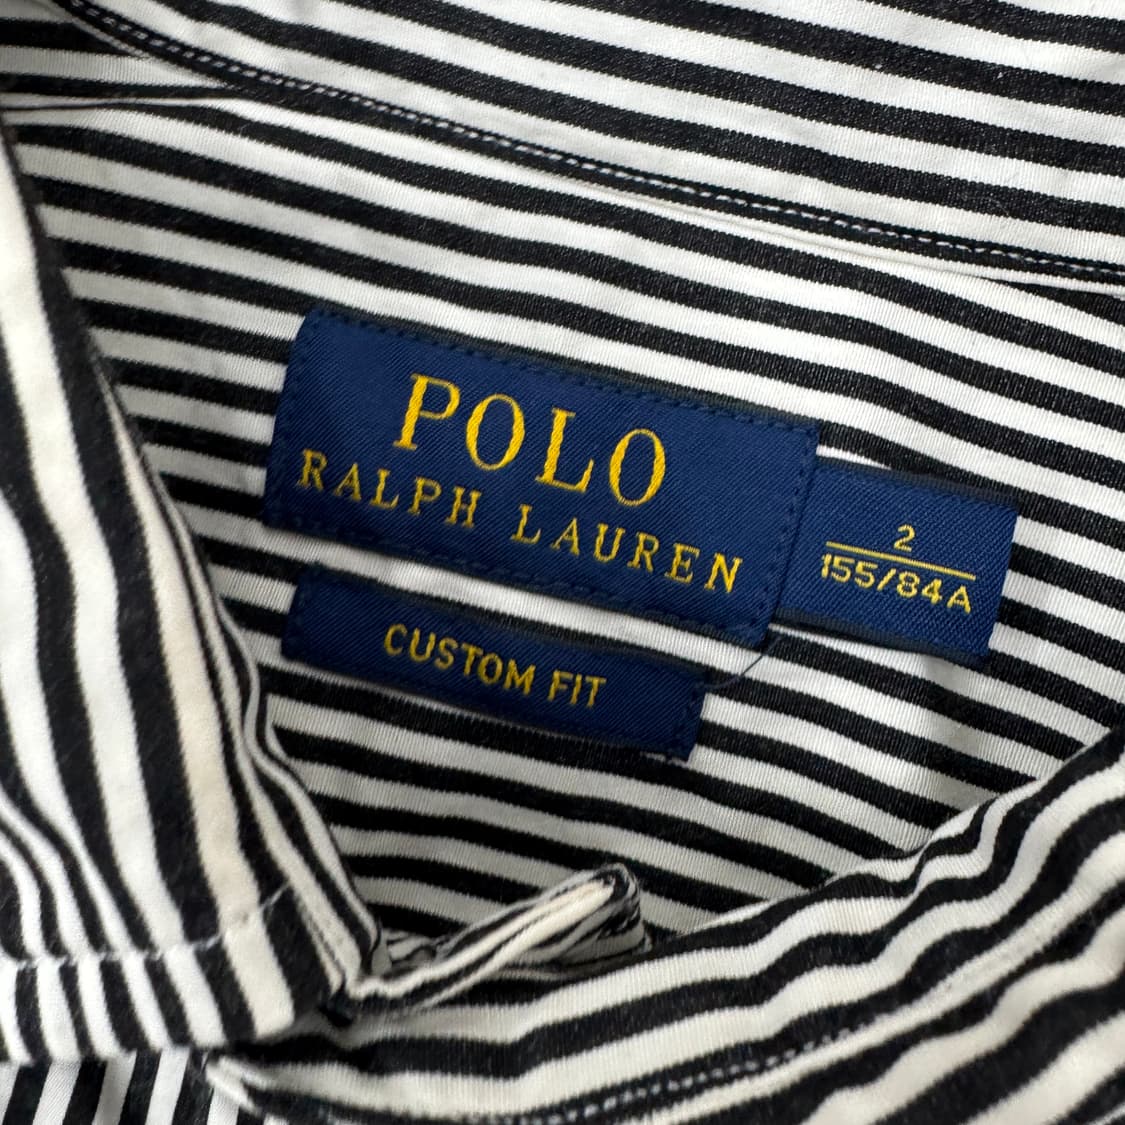 POLO
RALPH LAUREN
2
155/84A
CUSTOM FIT